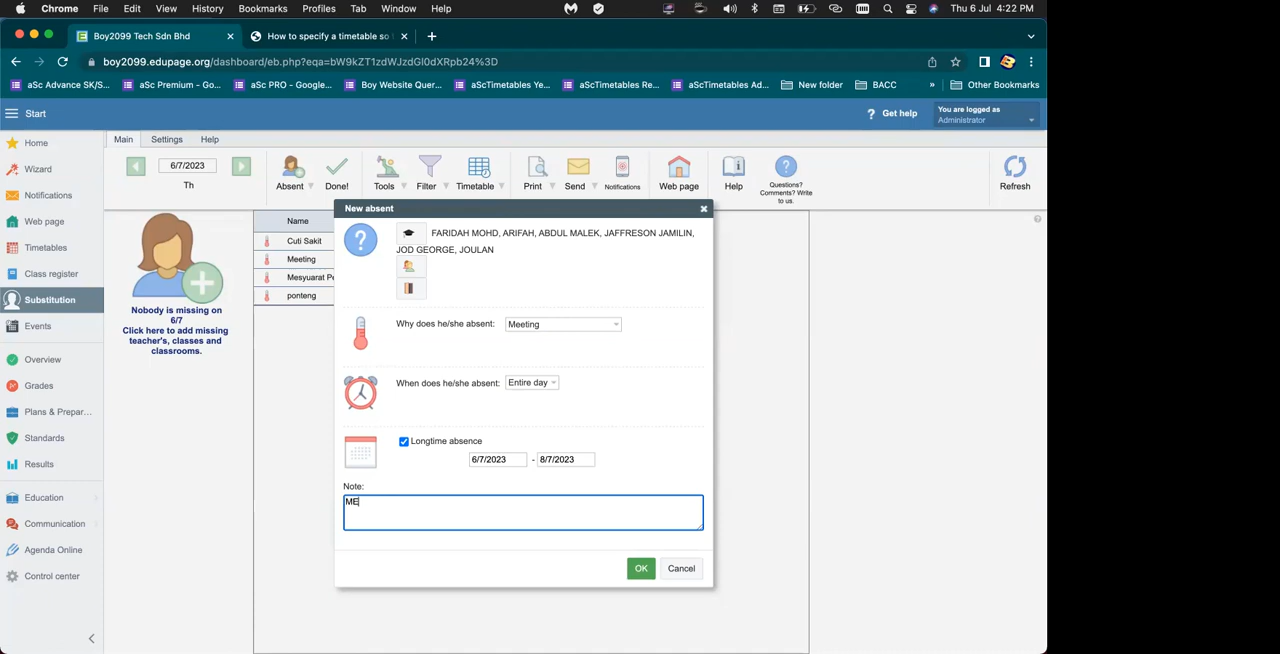 Chrome File Edit View History Bookmarks Profiles Tab Window Help Thu 6 Jul 4:22 PM
Boy2099 Tech Sdn Bhd How to specify a timetable so t
boy2099.edupage.org/dashboard/eb.php?eqa=bW9kZT1zdWJzdGl0dXRpb24%3D
aSc Advance SK/S... aSc Premium - Go... aSc PRO - Google... Boy Website Quer... aScTimetables Ye... aScTimetables Re... aScTimetables Ad... New folder BACC » Other Bookmarks
Start Get help You are logged as
Administrator
Home
Wizard
Notifications
Web page
Timetables
Class register
Substitution
Events
Overview
Grades
Plans & Prepar...
Standards
Results
Education
Communication
Agenda Online
Control center
Main Settings Help
6/7/2023
Th
Absent Done! Tools Filter Timetable Print Send Notifications Web page Help Questions?
Comments? Write
to us. Refresh
Nobody is missing on
6/7
Click here to add missing
teacher's, classes and
classrooms.
Name
Cuti Sakit
Meeting
Mesyuarat Pe
ponteng
New absent
FARIDAH MOHD, ARIFAH, ABDUL MALEK, JAFFRESON JAMILIN,
JOD GEORGE, JOULAN
Why does he/she absent: Meeting
When does he/she absent: Entire day
Longtime absence
6/7/2023 - 8/7/2023
Note:
ME
OK Cancel